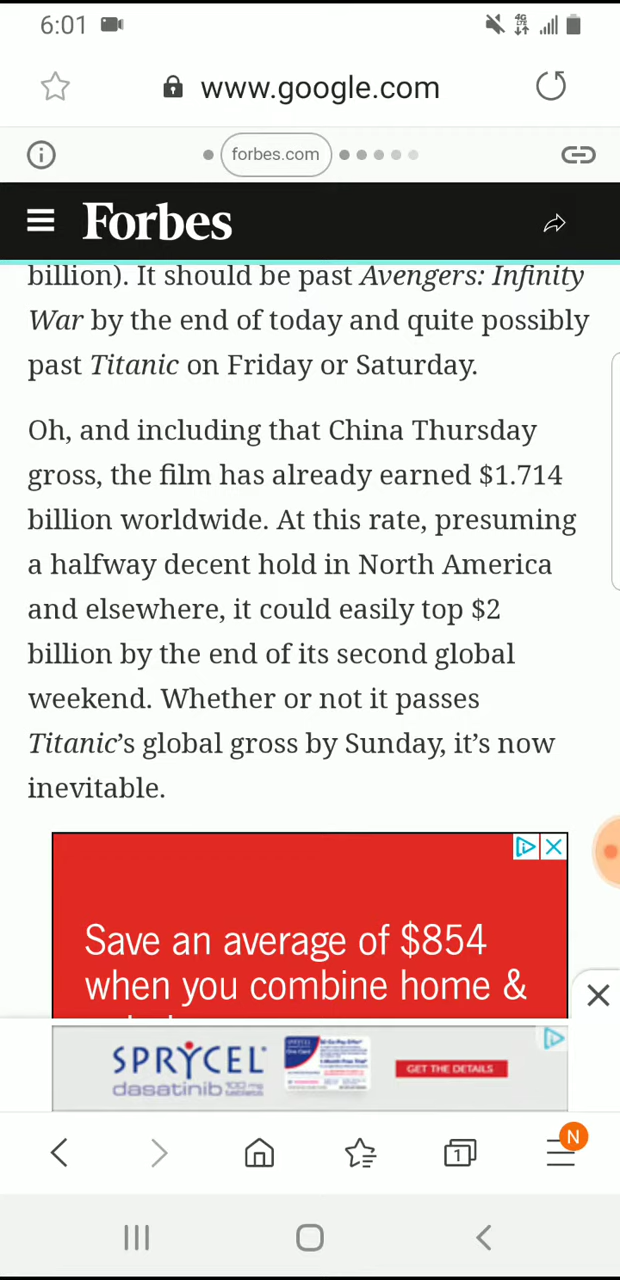 6:01
4G
LTE
www.google.com
forbes.com
Forbes
billion). It should be past Avengers: Infinity
War by the end of today and quite possibly
past Titanic on Friday or Saturday.
Oh, and including that China Thursday
gross, the film has already earned $1.714
billion worldwide. At this rate, presuming
a halfway decent hold in North America
and elsewhere, it could easily top $2
billion by the end of its second global
weekend. Whether or not it passes
Titanic’s global gross by Sunday, it’s now
inevitable.
Save an average of $854
when you combine home &
SPRYCEL
dasatinib 100 mg
tablets
GET THE DETAILS
1
N